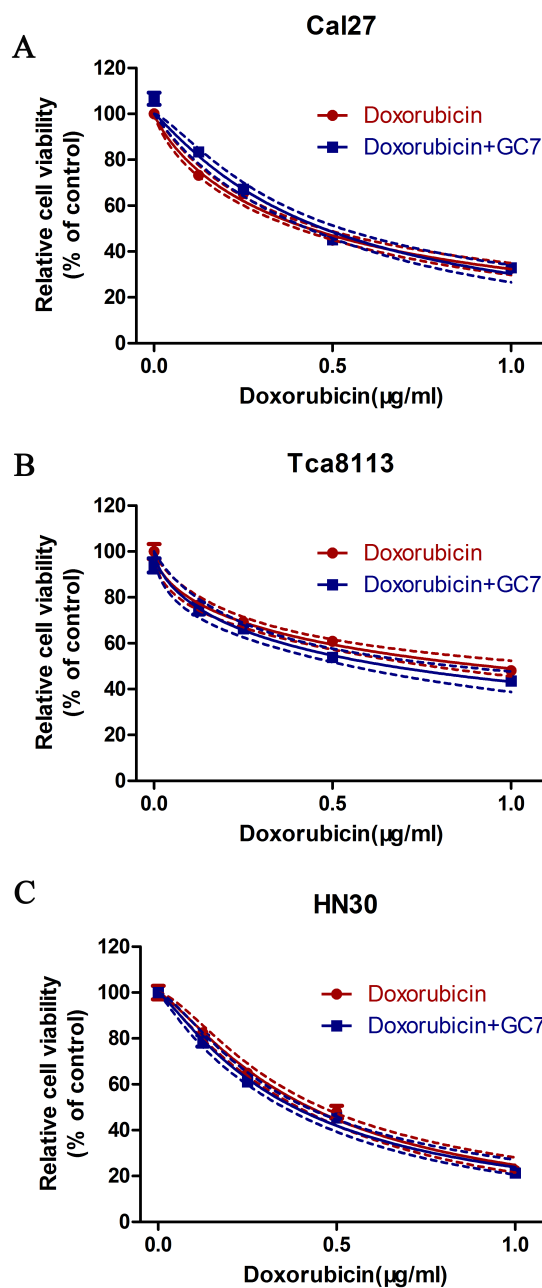 A
Cal27
Relative cell viability
(% of control)
120
100
80
60
40
20
0
Doxorubicin
Doxorubicin+GC7
0.0
0.5
1.0
Doxorubicin(µg/ml)
B
Tca8113
Relative cell viability
(% of control)
120
100
80
60
40
20
0
Doxorubicin
Doxorubicin+GC7
0.0
0.5
1.0
Doxorubicin(µg/ml)
C
HN30
Relative cell viability
(% of control)
120
100
80
60
40
20
0
Doxorubicin
Doxorubicin+GC7
0.0
0.5
1.0
Doxorubicin(µg/ml)